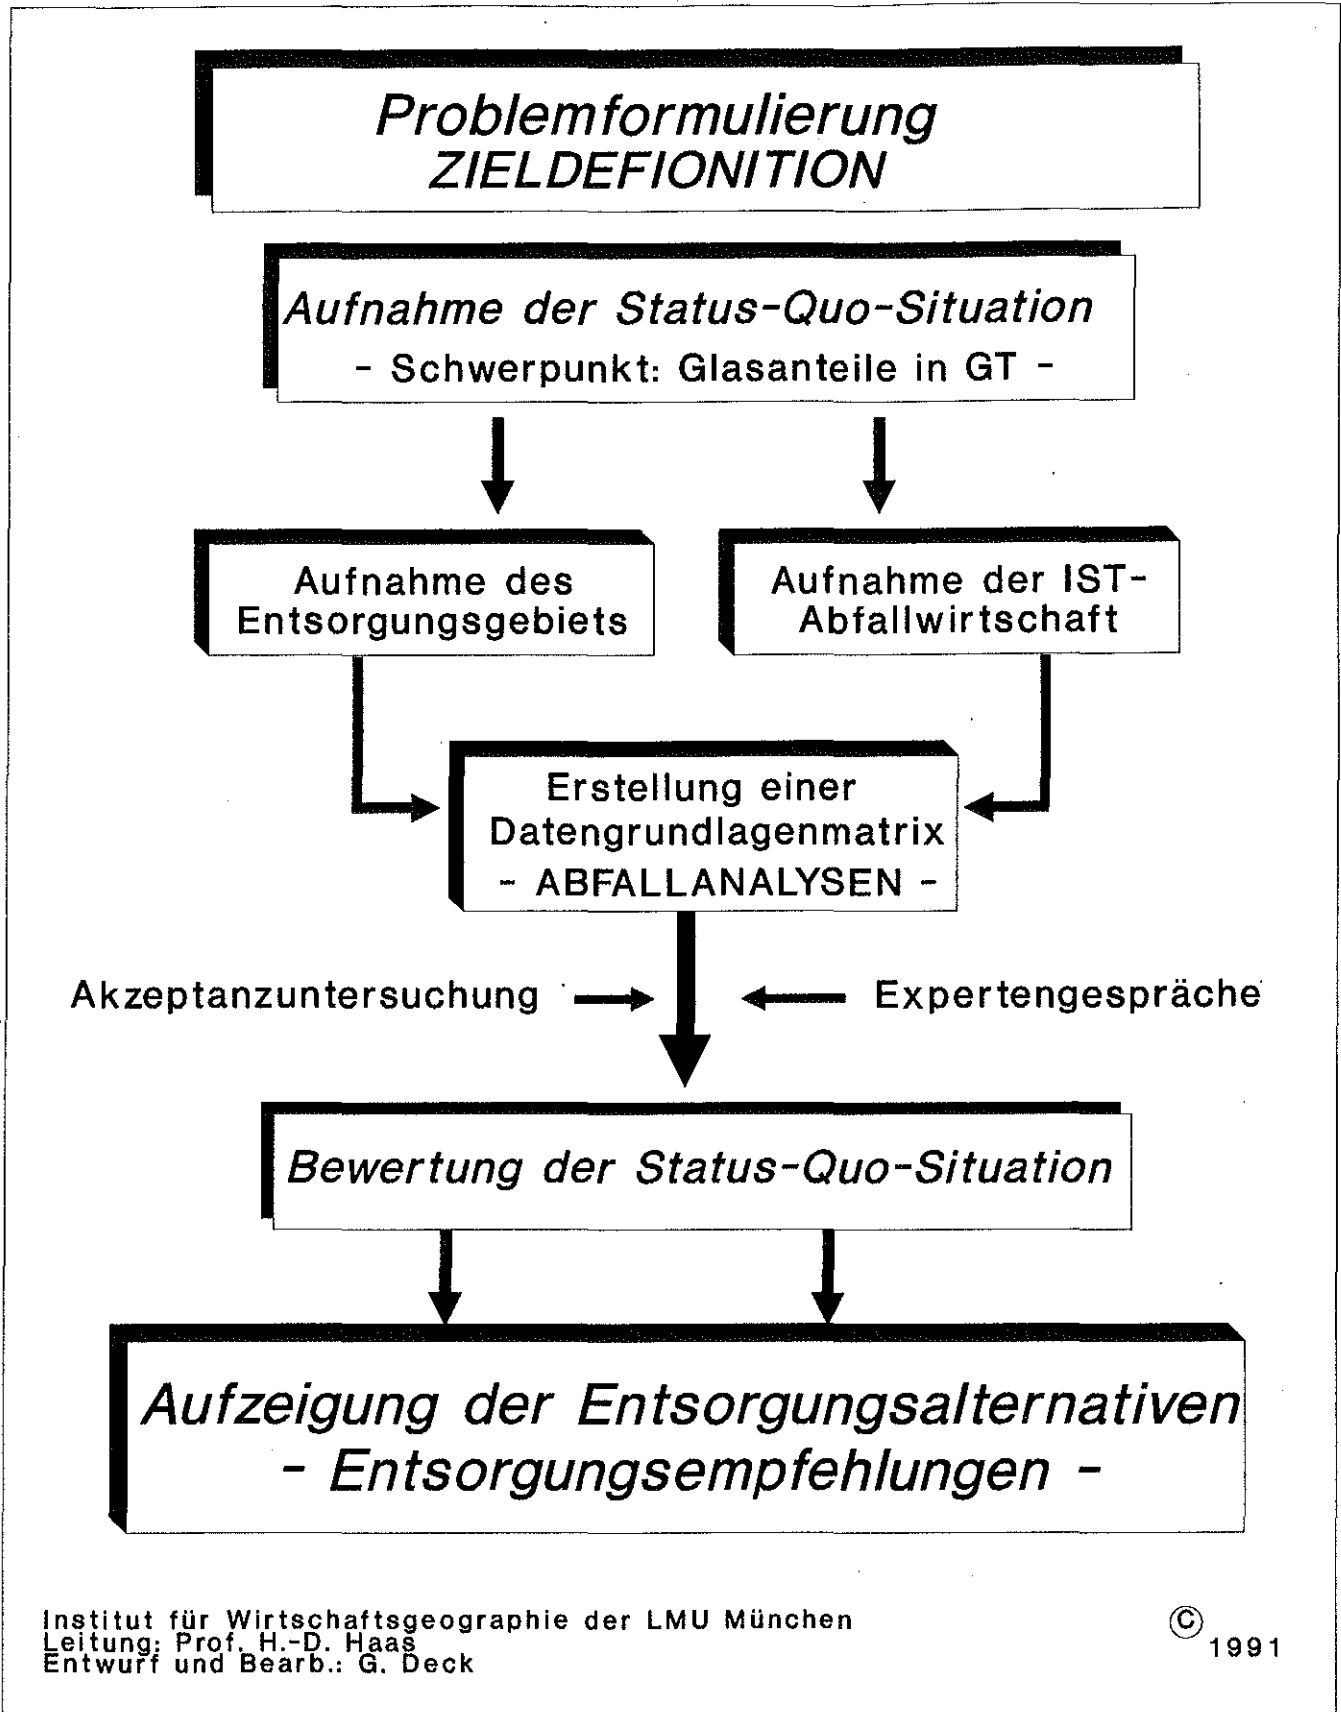 Problemformulierung
ZIELDEFIONITION
Aufnahme der Status-Quo-Situation
- Schwerpunkt: Glasanteile in GT -
Aufnahme des
Entsorgungsgebiets
Aufnahme der IST-
Abfallwirtschaft
Erstellung einer
Datengrundlagenmatrix
- ABFALLANALYSEN -
Akzeptanzuntersuchung
Expertengespräche
Bewertung der Status-Quo-Situation
Aufzeigung der Entsorgungsalternativen
- Entsorgungsempfehlungen -
Institut für Wirtschaftsgeographie der LMU München
Leitung: Prof. H.-D. Haas
Entwurf und Bearb.: G. Deck
© 1991